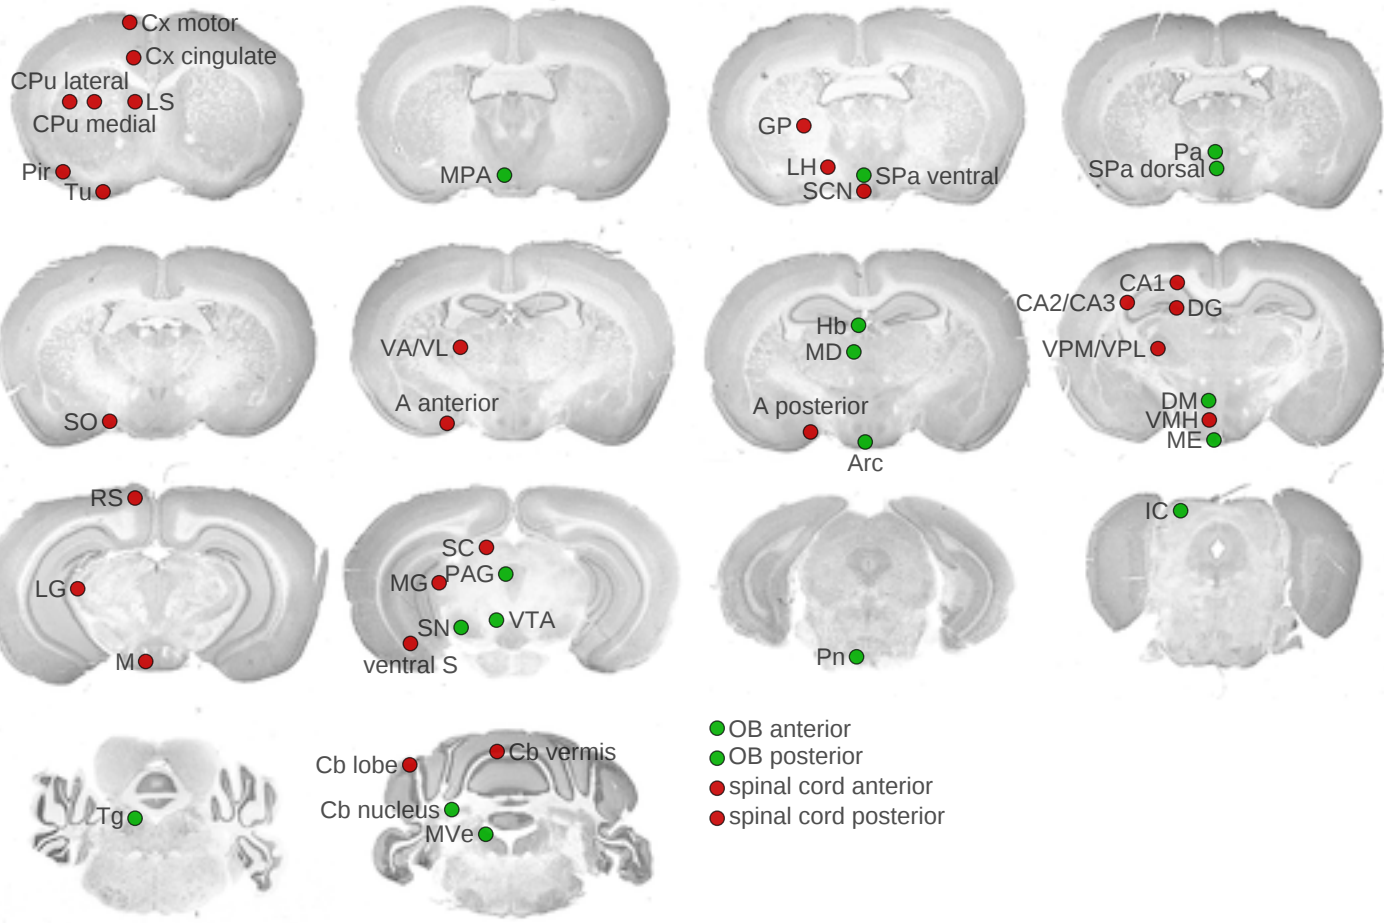 Cx motor
Cx cingulate
CPu lateral
LS
CPu medial
Pir
Tu
MPA
GP
LH
SPa ventral
SCN
Pa
SPa dorsal
SO
VA/VL
A anterior
Hb
MD
A posterior
Arc
CA1
CA2/CA3
DG
VPM/VPL
DM
VMH
ME
RS
LG
M
SC
MG
PAG
SN
VTA
ventral S
Pn
IC
Tg
Cb lobe
Cb vermis
Cb nucleus
MVe
OB anterior
OB posterior
spinal cord anterior
spinal cord posterior